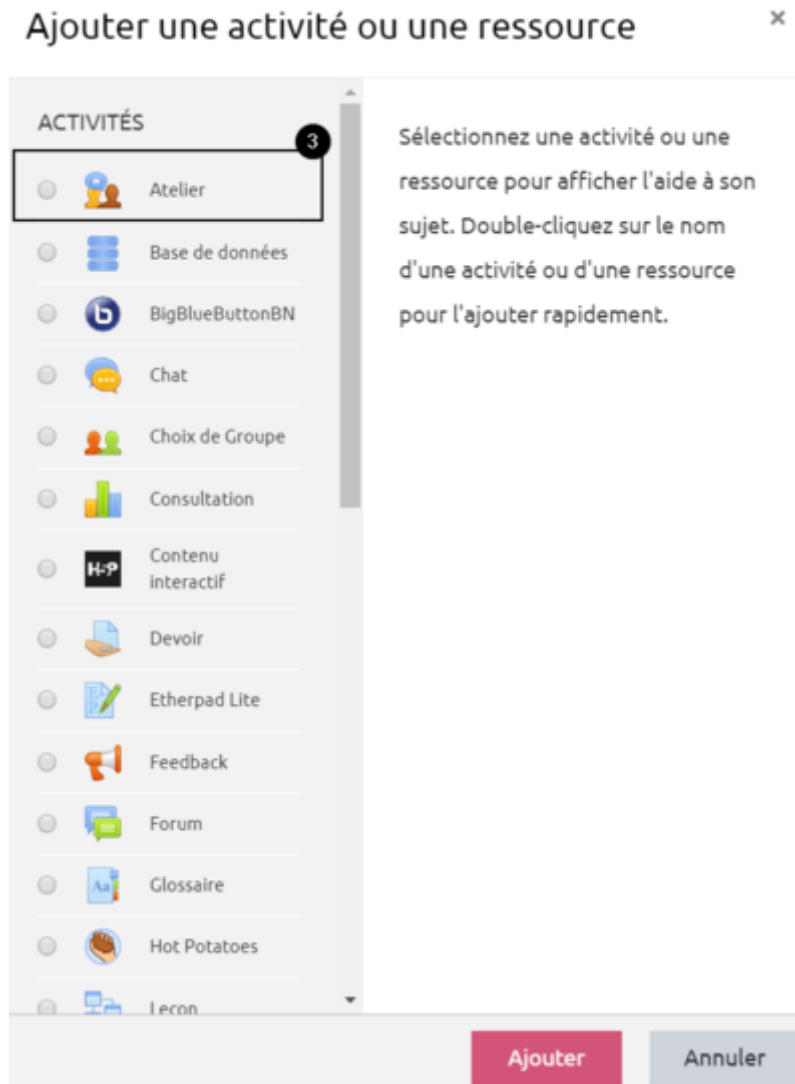 Ajouter une activité ou une ressource
×
ACTIVITÉS
3
Atelier
Base de données
b
BigBlueButtonBN
Chat
Choix de Groupe
Consultation
H-P
Contenu
interactif
Devoir
Etherpad Lite
Feedback
Forum
Aa
Glossaire
Hot Potatoes
Leçon
Sélectionnez une activité ou une
ressource pour afficher l'aide à son
sujet. Double-cliquez sur le nom
d'une activité ou d'une ressource
pour l'ajouter rapidement.
Ajouter
Annuler